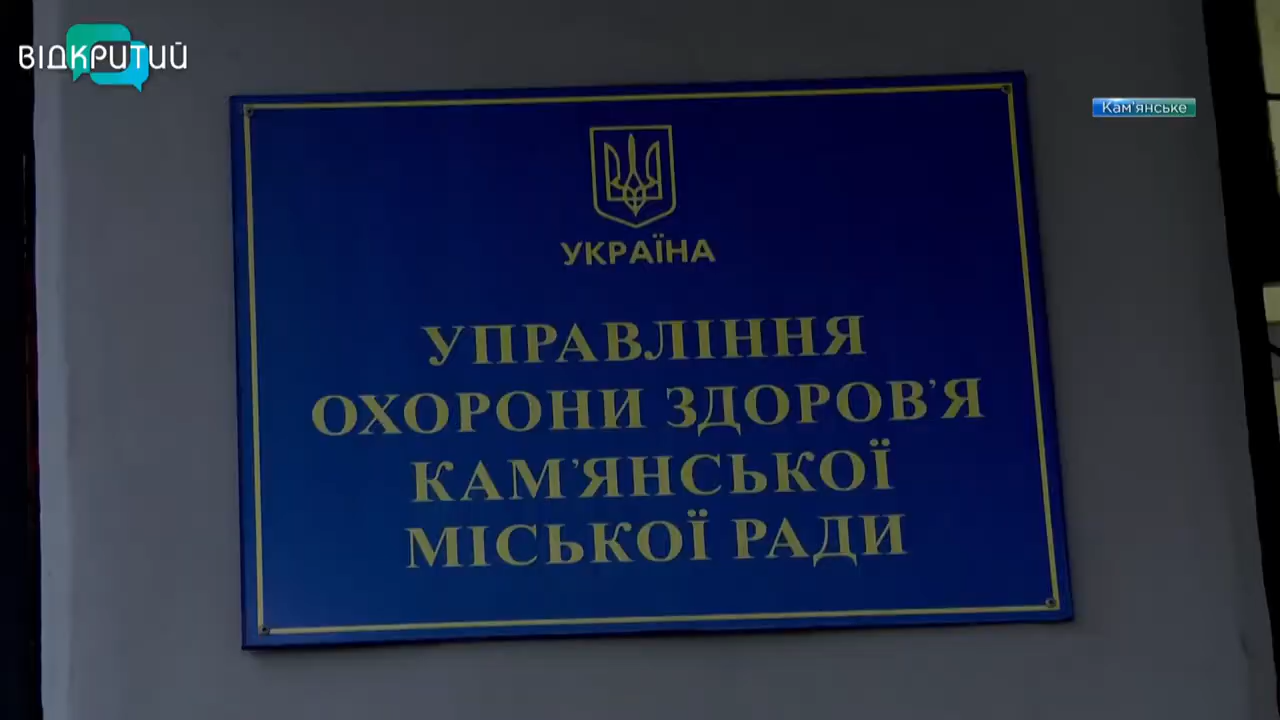 ВІДКРИТИЙ
Кам'янське
УКРАЇНА
УПРАВЛІННЯ
ОХОРОНИ ЗДОРОВ'Я
КАМ'ЯНСЬКОЇ
МІСЬКОЇ РАДИ